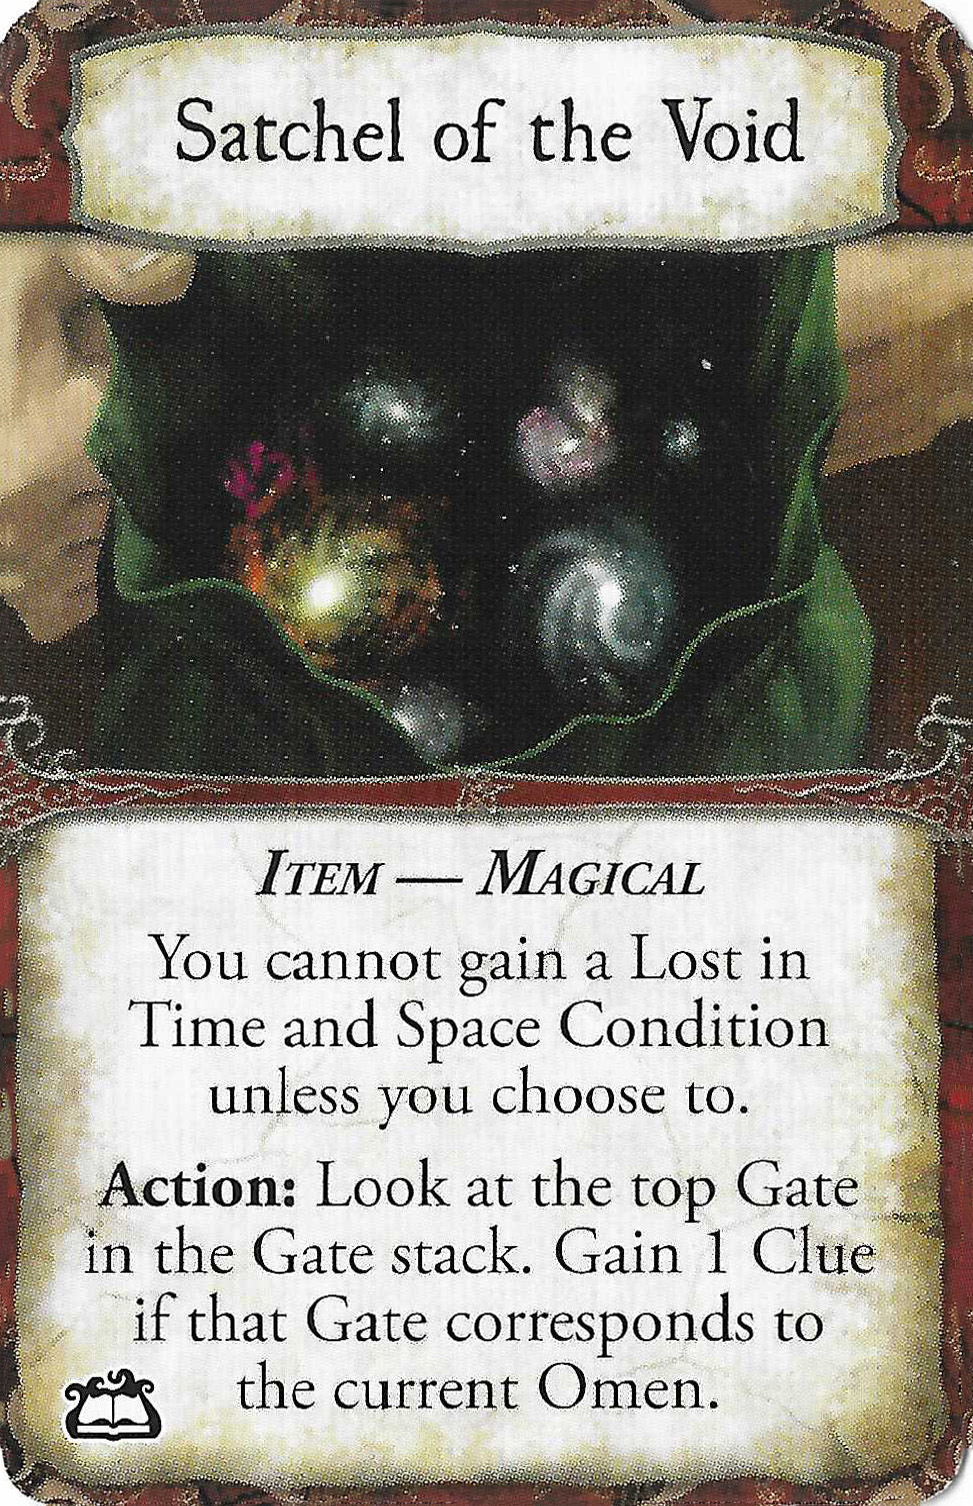 Satchel of the Void
Item — Magical
You cannot gain a Lost in
Time and Space Condition
unless you choose to.
Action: Look at the top Gate
in the Gate stack. Gain 1 Clue
if that Gate corresponds to
the current Omen.